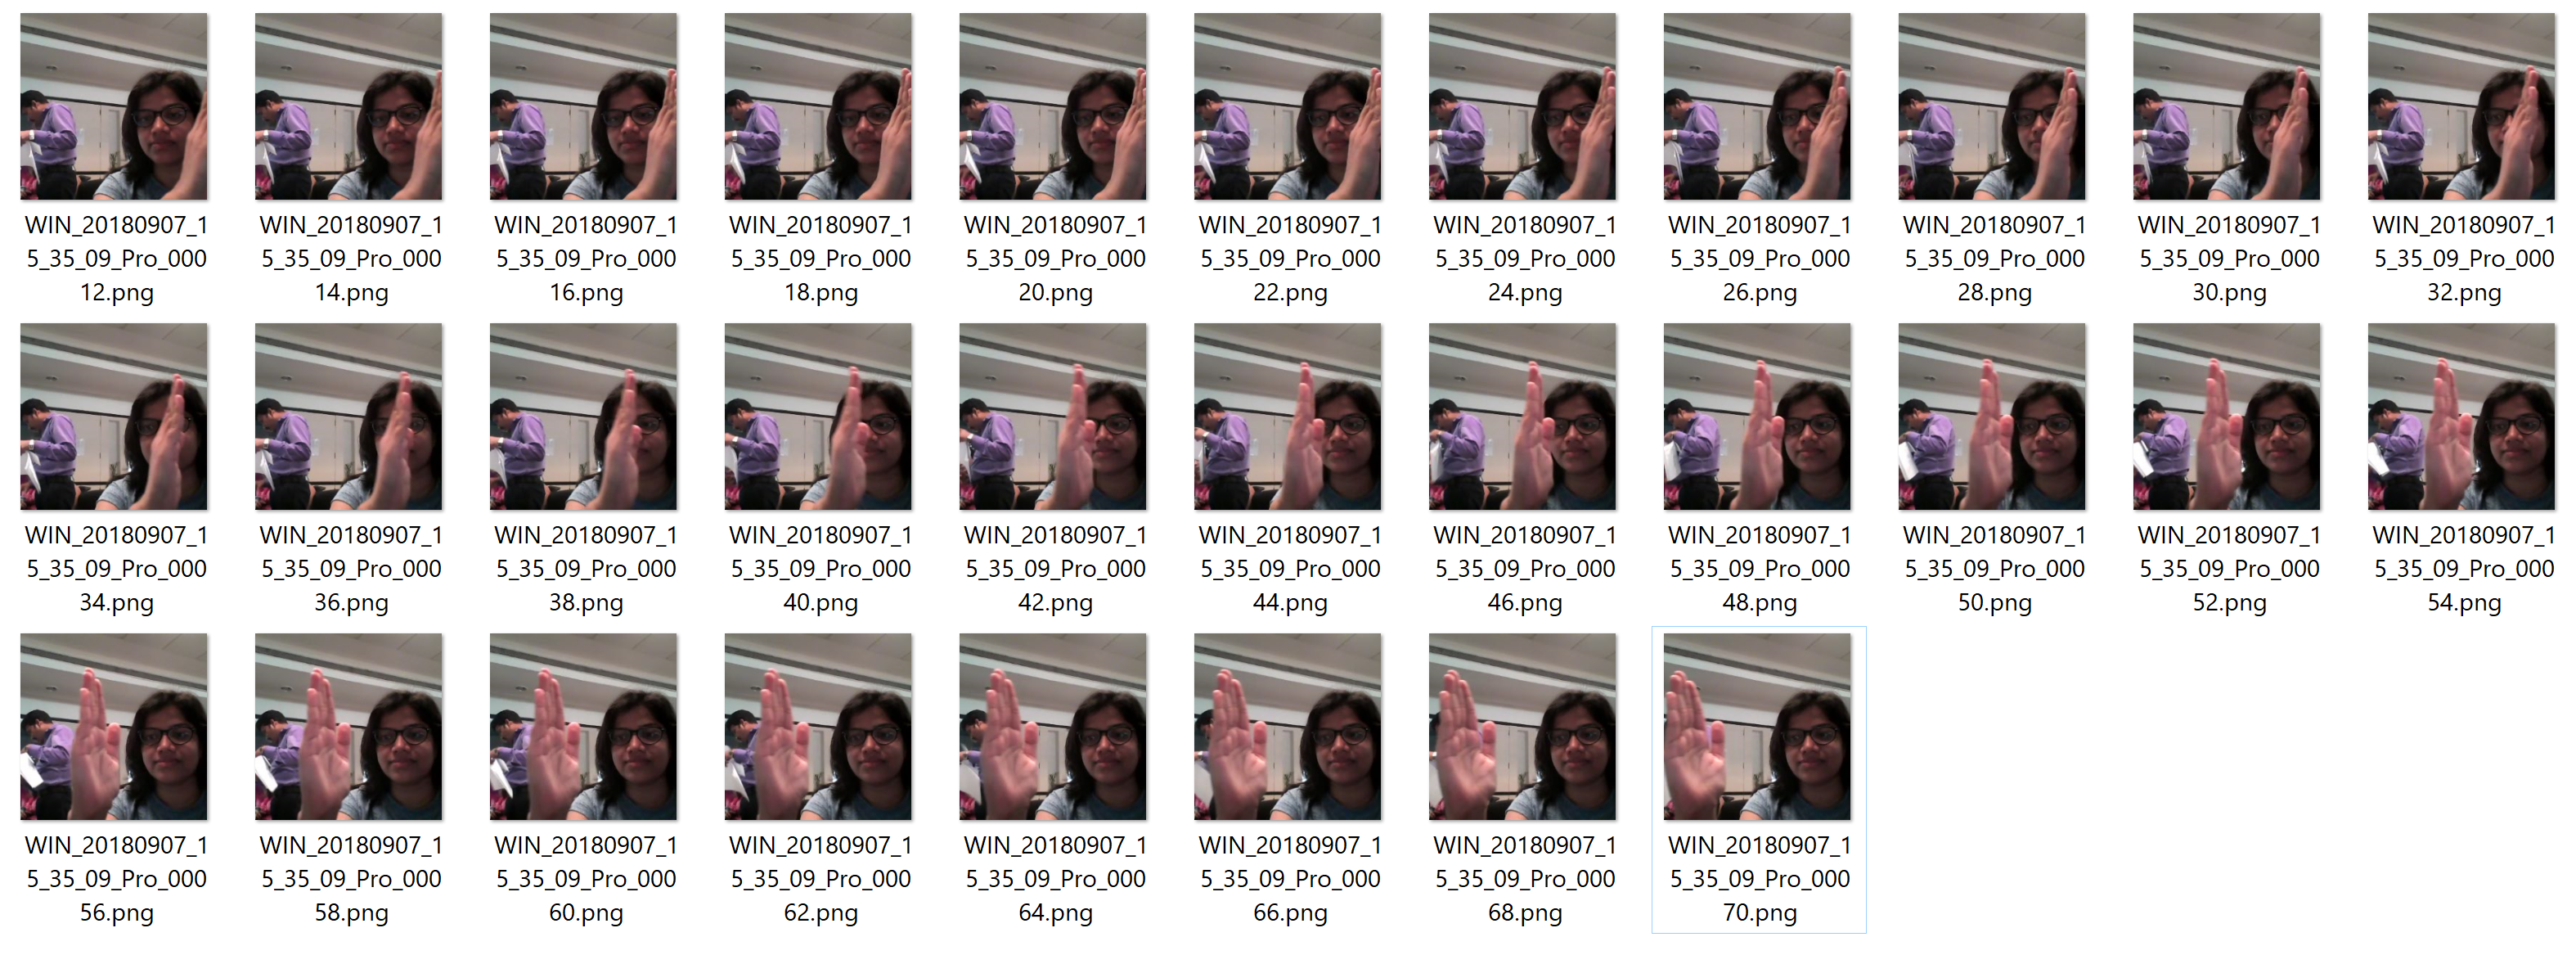 WIN_20180907_1 WIN_20180907_1 WIN_20180907_1 WIN_20180907_1 WIN_20180907_1 WIN_20180907_1 WIN_20180907_1 WIN_20180907_1 WIN_20180907_1 WIN_20180907_1 WIN_20180907_1
5_35_09_Pro_000 5_35_09_Pro_000 5_35_09_Pro_000 5_35_09_Pro_000 5_35_09_Pro_000 5_35_09_Pro_000 5_35_09_Pro_000 5_35_09_Pro_000 5_35_09_Pro_000 5_35_09_Pro_000 5_35_09_Pro_000
12.png 14.png 16.png 18.png 20.png 22.png 24.png 26.png 28.png 30.png 32.png
WIN_20180907_1 WIN_20180907_1 WIN_20180907_1 WIN_20180907_1 WIN_20180907_1 WIN_20180907_1 WIN_20180907_1 WIN_20180907_1 WIN_20180907_1 WIN_20180907_1 WIN_20180907_1
5_35_09_Pro_000 5_35_09_Pro_000 5_35_09_Pro_000 5_35_09_Pro_000 5_35_09_Pro_000 5_35_09_Pro_000 5_35_09_Pro_000 5_35_09_Pro_000 5_35_09_Pro_000 5_35_09_Pro_000 5_35_09_Pro_000
34.png 36.png 38.png 40.png 42.png 44.png 46.png 48.png 50.png 52.png 54.png
WIN_20180907_1 WIN_20180907_1 WIN_20180907_1 WIN_20180907_1 WIN_20180907_1 WIN_20180907_1 WIN_20180907_1 WIN_20180907_1
5_35_09_Pro_000 5_35_09_Pro_000 5_35_09_Pro_000 5_35_09_Pro_000 5_35_09_Pro_000 5_35_09_Pro_000 5_35_09_Pro_000 5_35_09_Pro_000
56.png 58.png 60.png 62.png 64.png 66.png 68.png 70.png